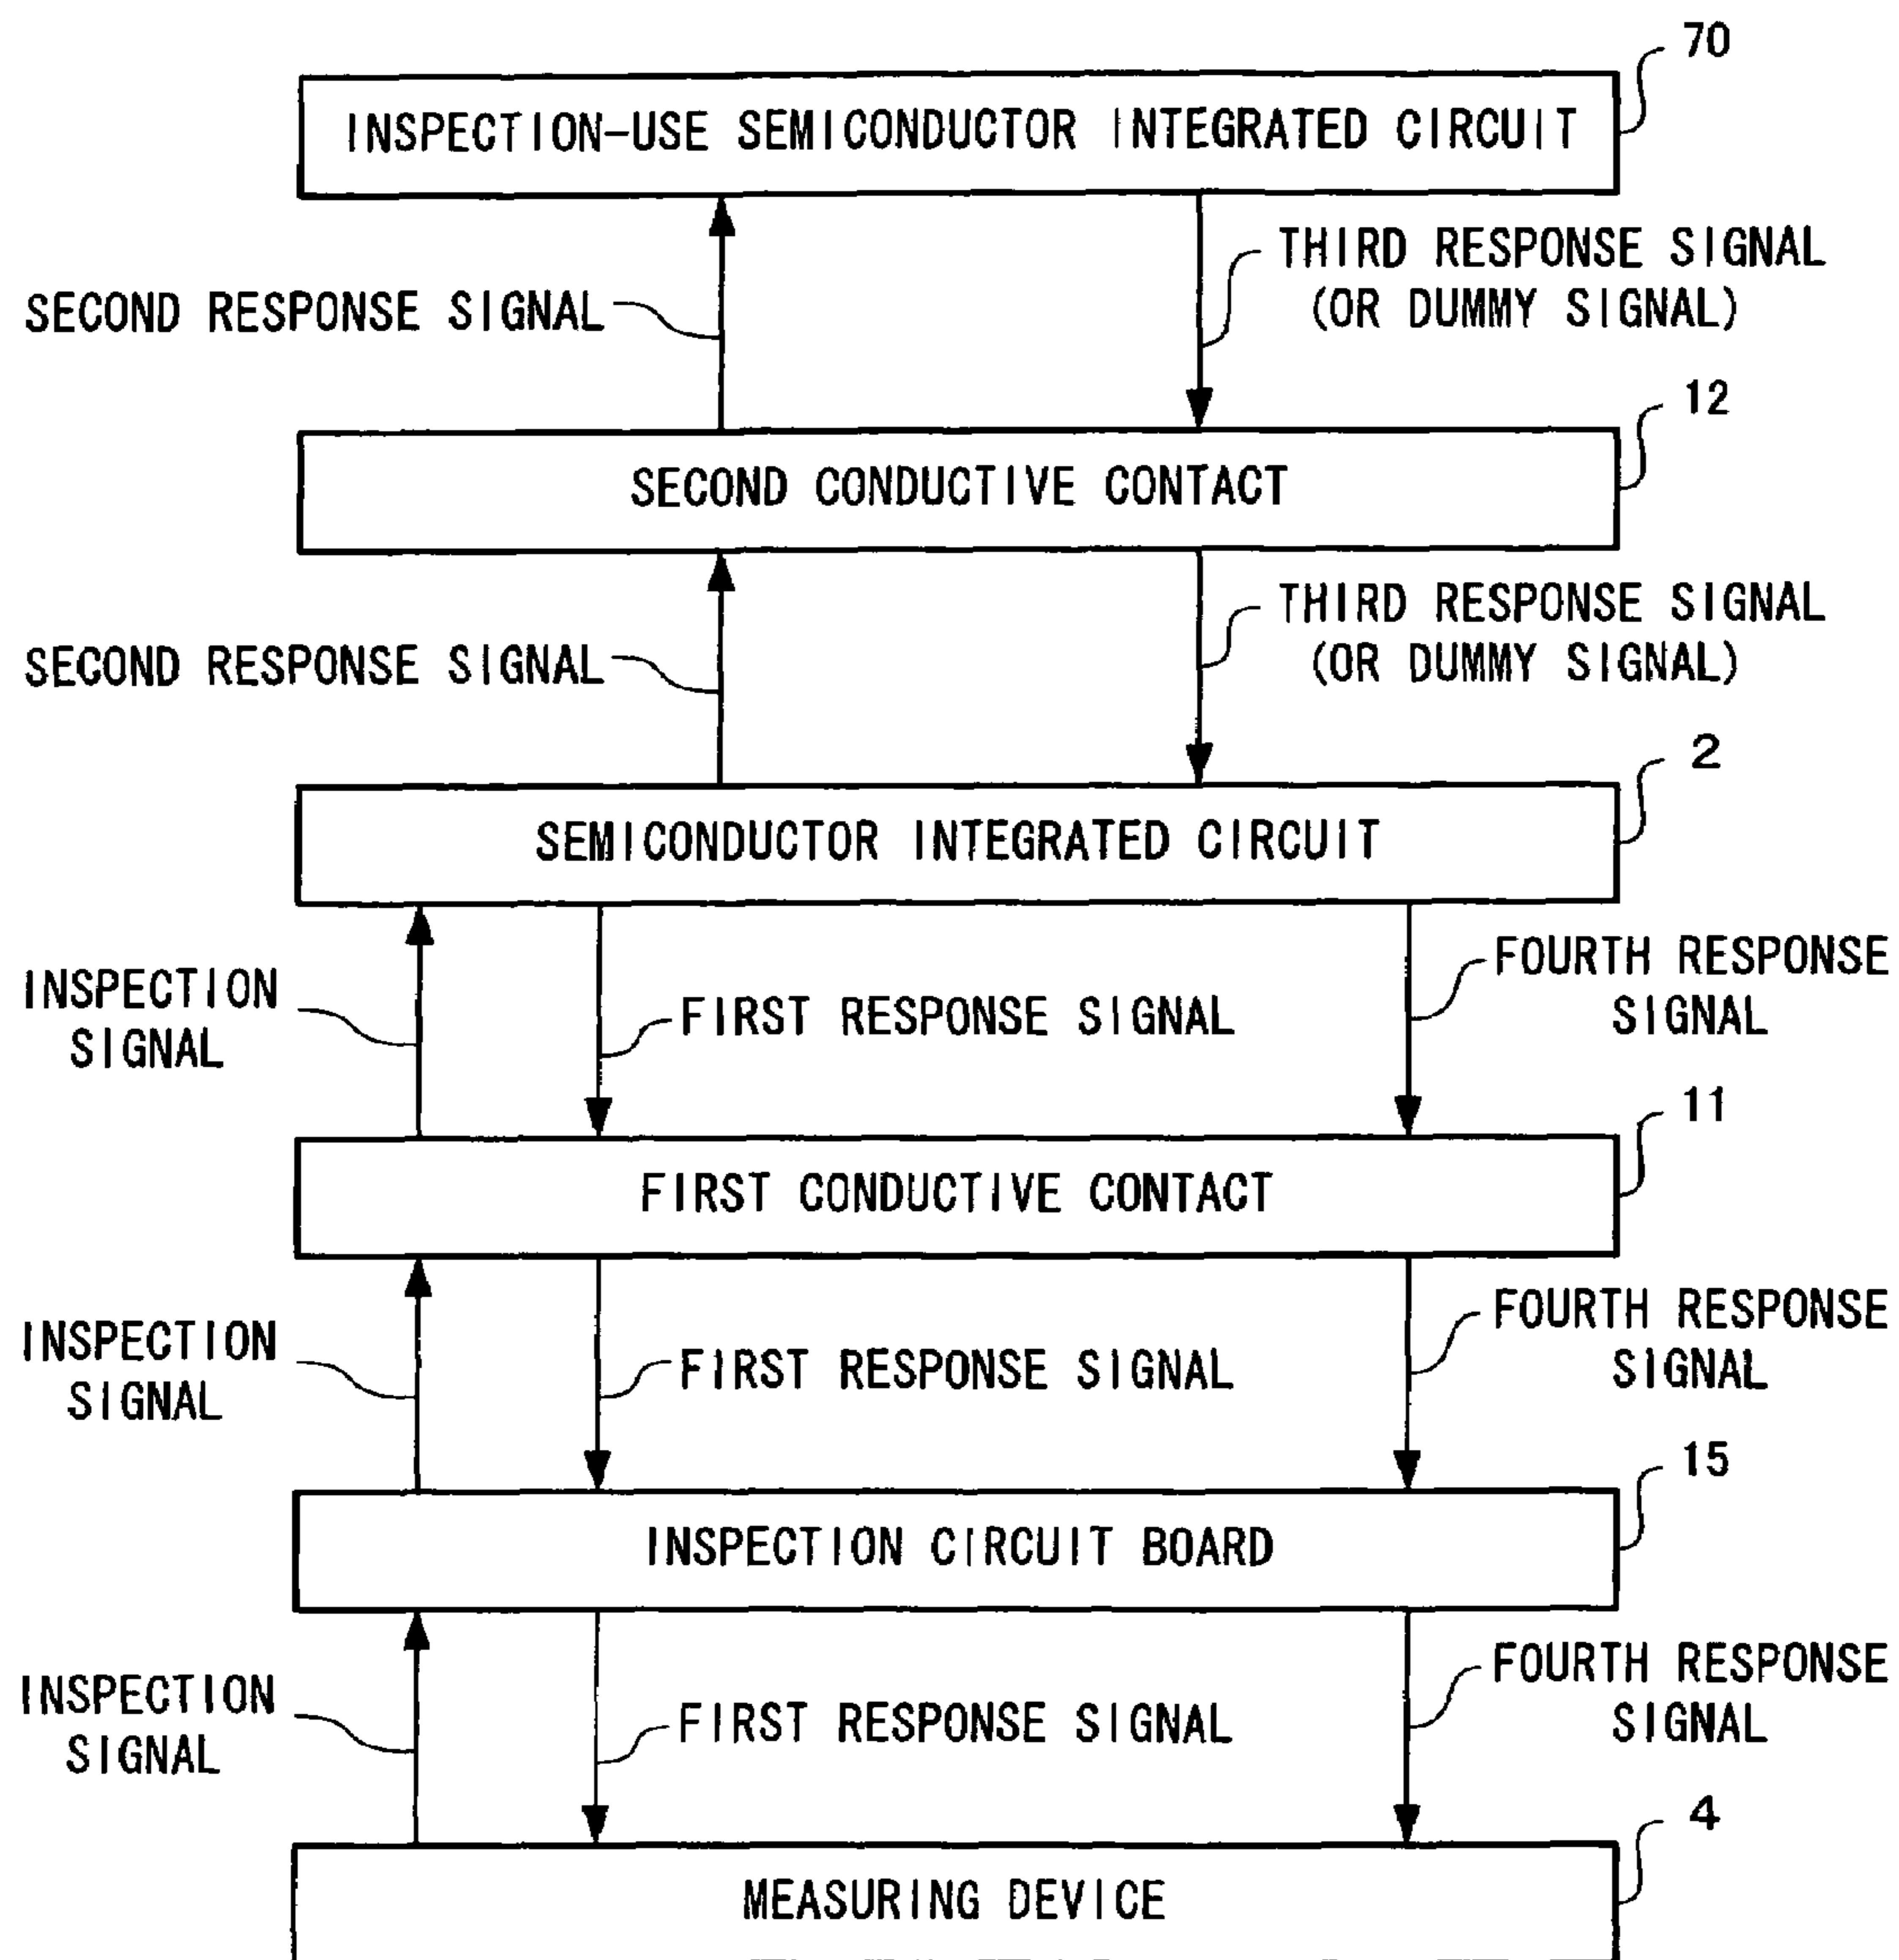 70
INSPECTION-USE SEMICONDUCTOR INTEGRATED CIRCUIT
SECOND RESPONSE SIGNAL
THIRD RESPONSE SIGNAL
(OR DUMMY SIGNAL)
12
SECOND CONDUCTIVE CONTACT
SECOND RESPONSE SIGNAL
THIRD RESPONSE SIGNAL
(OR DUMMY SIGNAL)
2
SEMICONDUCTOR INTEGRATED CIRCUIT
INSPECTION
SIGNAL
FIRST RESPONSE SIGNAL
FOURTH RESPONSE
SIGNAL
11
FIRST CONDUCTIVE CONTACT
INSPECTION
SIGNAL
FIRST RESPONSE SIGNAL
FOURTH RESPONSE
SIGNAL
15
INSPECTION CIRCUIT BOARD
INSPECTION
SIGNAL
FIRST RESPONSE SIGNAL
FOURTH RESPONSE
SIGNAL
4
MEASURING DEVICE